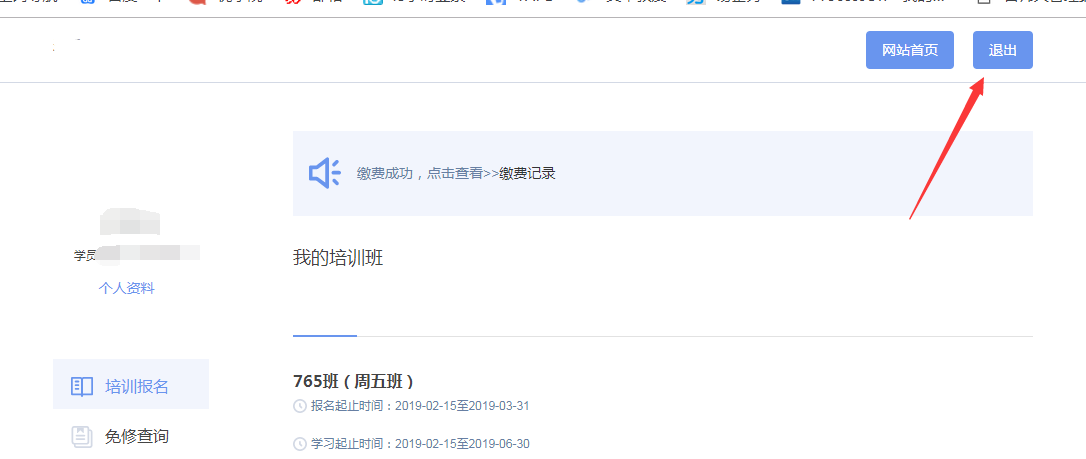 网站首页
退出
缴费成功，点击查看>>缴费记录
学员
个人资料
我的培训班
培训报名
免修查询
765班（周五班）
报名起止时间：2019-02-15至2019-03-31
学习起止时间：2019-02-15至2019-06-30